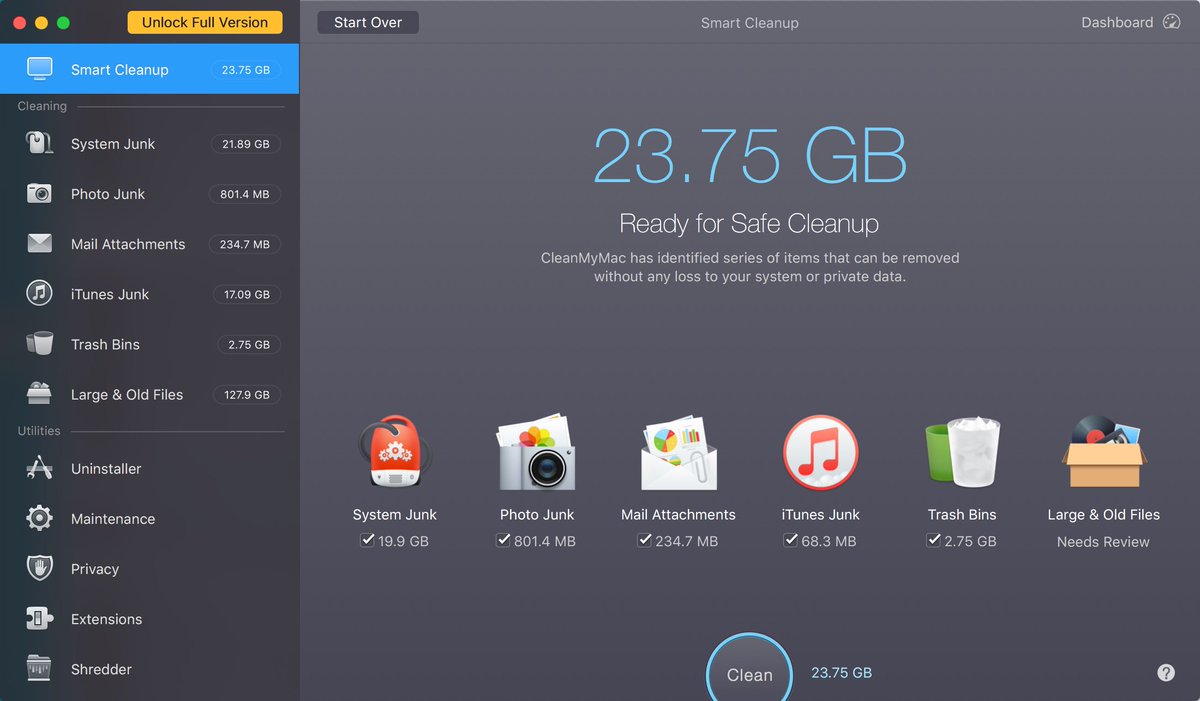 Unlock Full Version
Start Over
Smart Cleanup
Dashboard
Smart Cleanup 23.75 GB
Cleaning
System Junk 21.89 GB
Photo Junk 801.4 MB
Mail Attachments 234.7 MB
iTunes Junk 17.09 GB
Trash Bins 2.75 GB
Large & Old Files 127.9 GB
Utilities
Uninstaller
Maintenance
Privacy
Extensions
Shredder
23.75 GB
Ready for Safe Cleanup
CleanMyMac has identified series of items that can be removed
without any loss to your system or private data.
System Junk
19.9 GB
Photo Junk
801.4 MB
Mail Attachments
234.7 MB
iTunes Junk
68.3 MB
Trash Bins
2.75 GB
Large & Old Files
Needs Review
Clean
23.75 GB
?